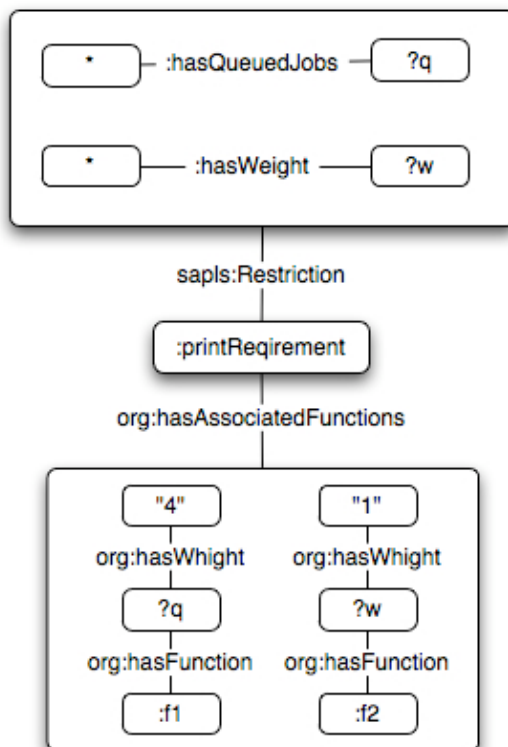 * :hasQueuedJobs ?q
* :hasWeight ?w
sapls:Restriction
:printReqirement
org:hasAssociatedFunctions
"4" "1"
org:hasWhight org:hasWhight
?q ?w
org:hasFunction org:hasFunction
:f1 :f2